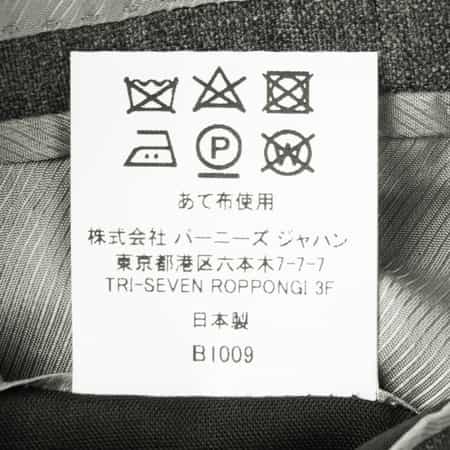 P W
あて布使用
株式会社 バーニーズ ジャパン
東京都港区六本木7-7-7
TRI-SEVEN ROPPONGI 3F
日本製
B1009